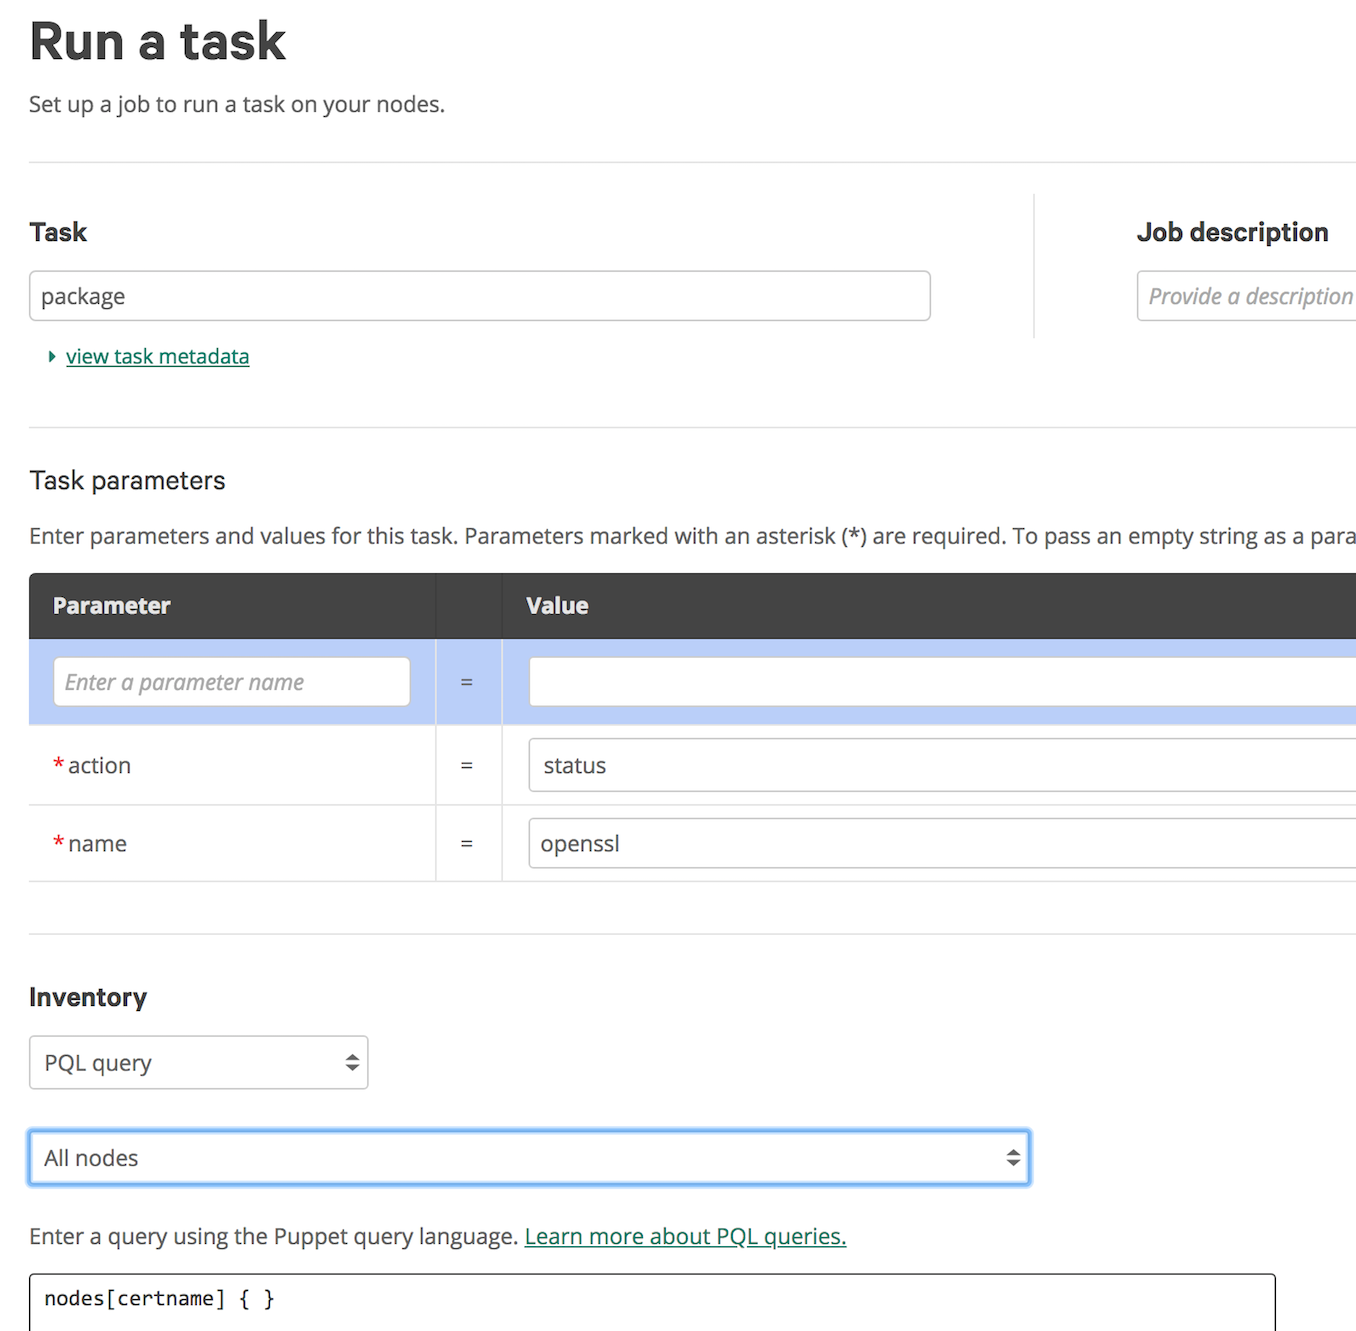 Run a task
Set up a job to run a task on your nodes.
Task
Job description
package
Provide a description
view task metadata
Task parameters
Enter parameters and values for this task. Parameters marked with an asterisk (*) are required. To pass an empty string as a para
Parameter Value
Enter a parameter name =
* action = status
* name = openssl
Inventory
PQL query
All nodes
Enter a query using the Puppet query language. Learn more about PQL queries.
nodes[certname] { }